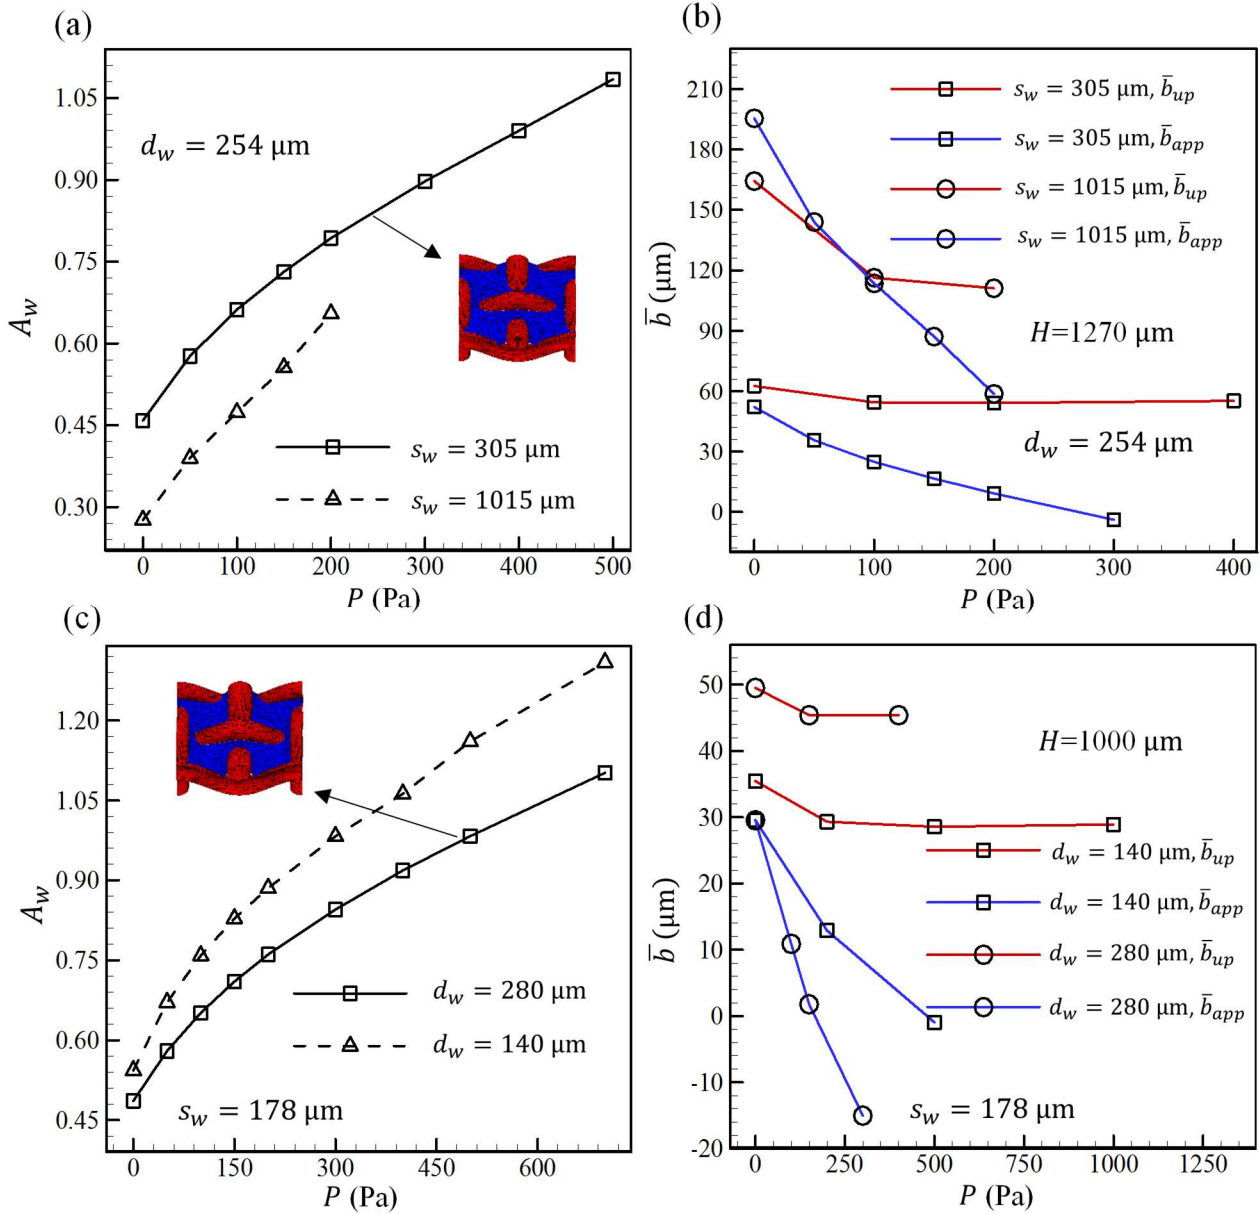 (a)
1.05
0.90
0.75
0.60
0.45
0.30
A_w
d_w = 254 μm
s_w = 305 μm
s_w = 1015 μm
0 100 200 300 400 500
P (Pa)
(b)
210
180
150
120
90
60
30
0
b̅ (μm)
s_w = 305 μm, b̅_up
s_w = 305 μm, b̅_app
s_w = 1015 μm, b̅_up
s_w = 1015 μm, b̅_app
H=1270 μm
d_w = 254 μm
0 100 200 300 400
P (Pa)
(c)
1.20
1.05
0.90
0.75
0.60
0.45
A_w
d_w = 280 μm
d_w = 140 μm
s_w = 178 μm
0 150 300 450 600
P (Pa)
(d)
50
40
30
20
10
0
-10
-20
b̅ (μm)
H=1000 μm
d_w = 140 μm, b̅_up
d_w = 140 μm, b̅_app
d_w = 280 μm, b̅_up
d_w = 280 μm, b̅_app
s_w = 178 μm
0 250 500 750 1000 1250
P (Pa)